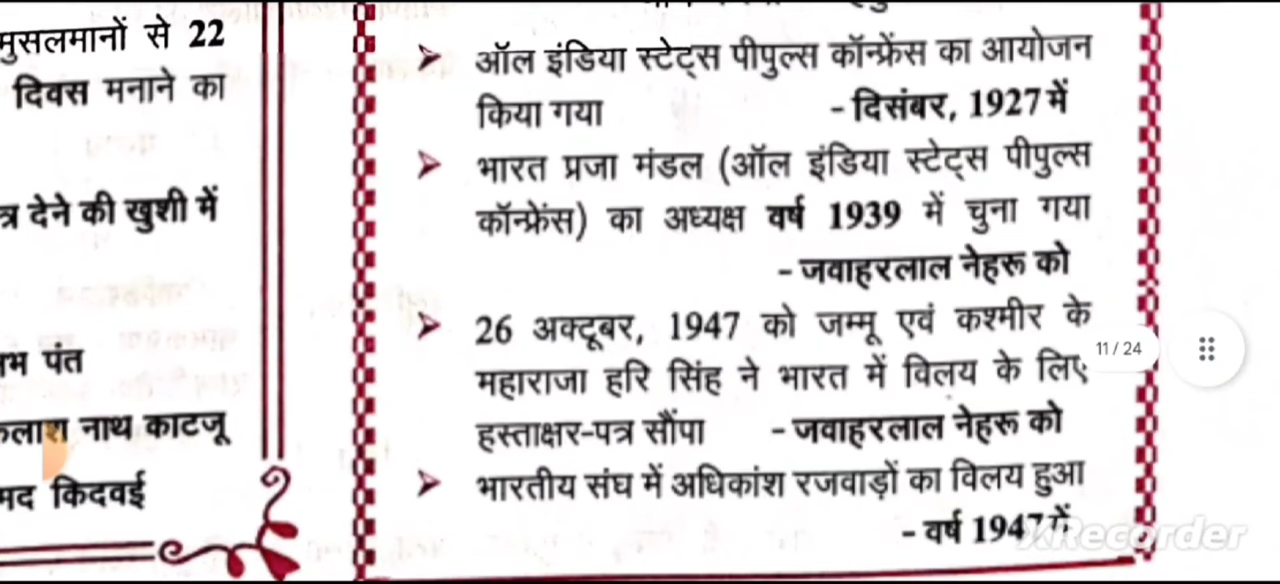 मुसलमानों से 22
दिवस मनाने का
देने की खुशी में
पंत
नाथ काटजू
किदवई
➢ ऑल इंडिया स्टेट्स पीपुल्स कॉन्फ्रेंस का आयोजन
किया गया - दिसंबर, 1927 में
➢ भारत प्रजा मंडल (ऑल इंडिया स्टेट्स पीपुल्स
कॉन्फ्रेंस) का अध्यक्ष वर्ष 1939 में चुना गया
- जवाहरलाल नेहरू को
➢ 26 अक्टूबर, 1947 को जम्मू एवं कश्मीर के
महाराजा हरि सिंह ने भारत में विलय के लिए
हस्ताक्षर-पत्र सौंपा - जवाहरलाल नेहरू को
➢ भारतीय संघ में अधिकांश रजवाड़ों का विलय हुआ
- वर्ष 1947 में
11 / 24
XRecorder